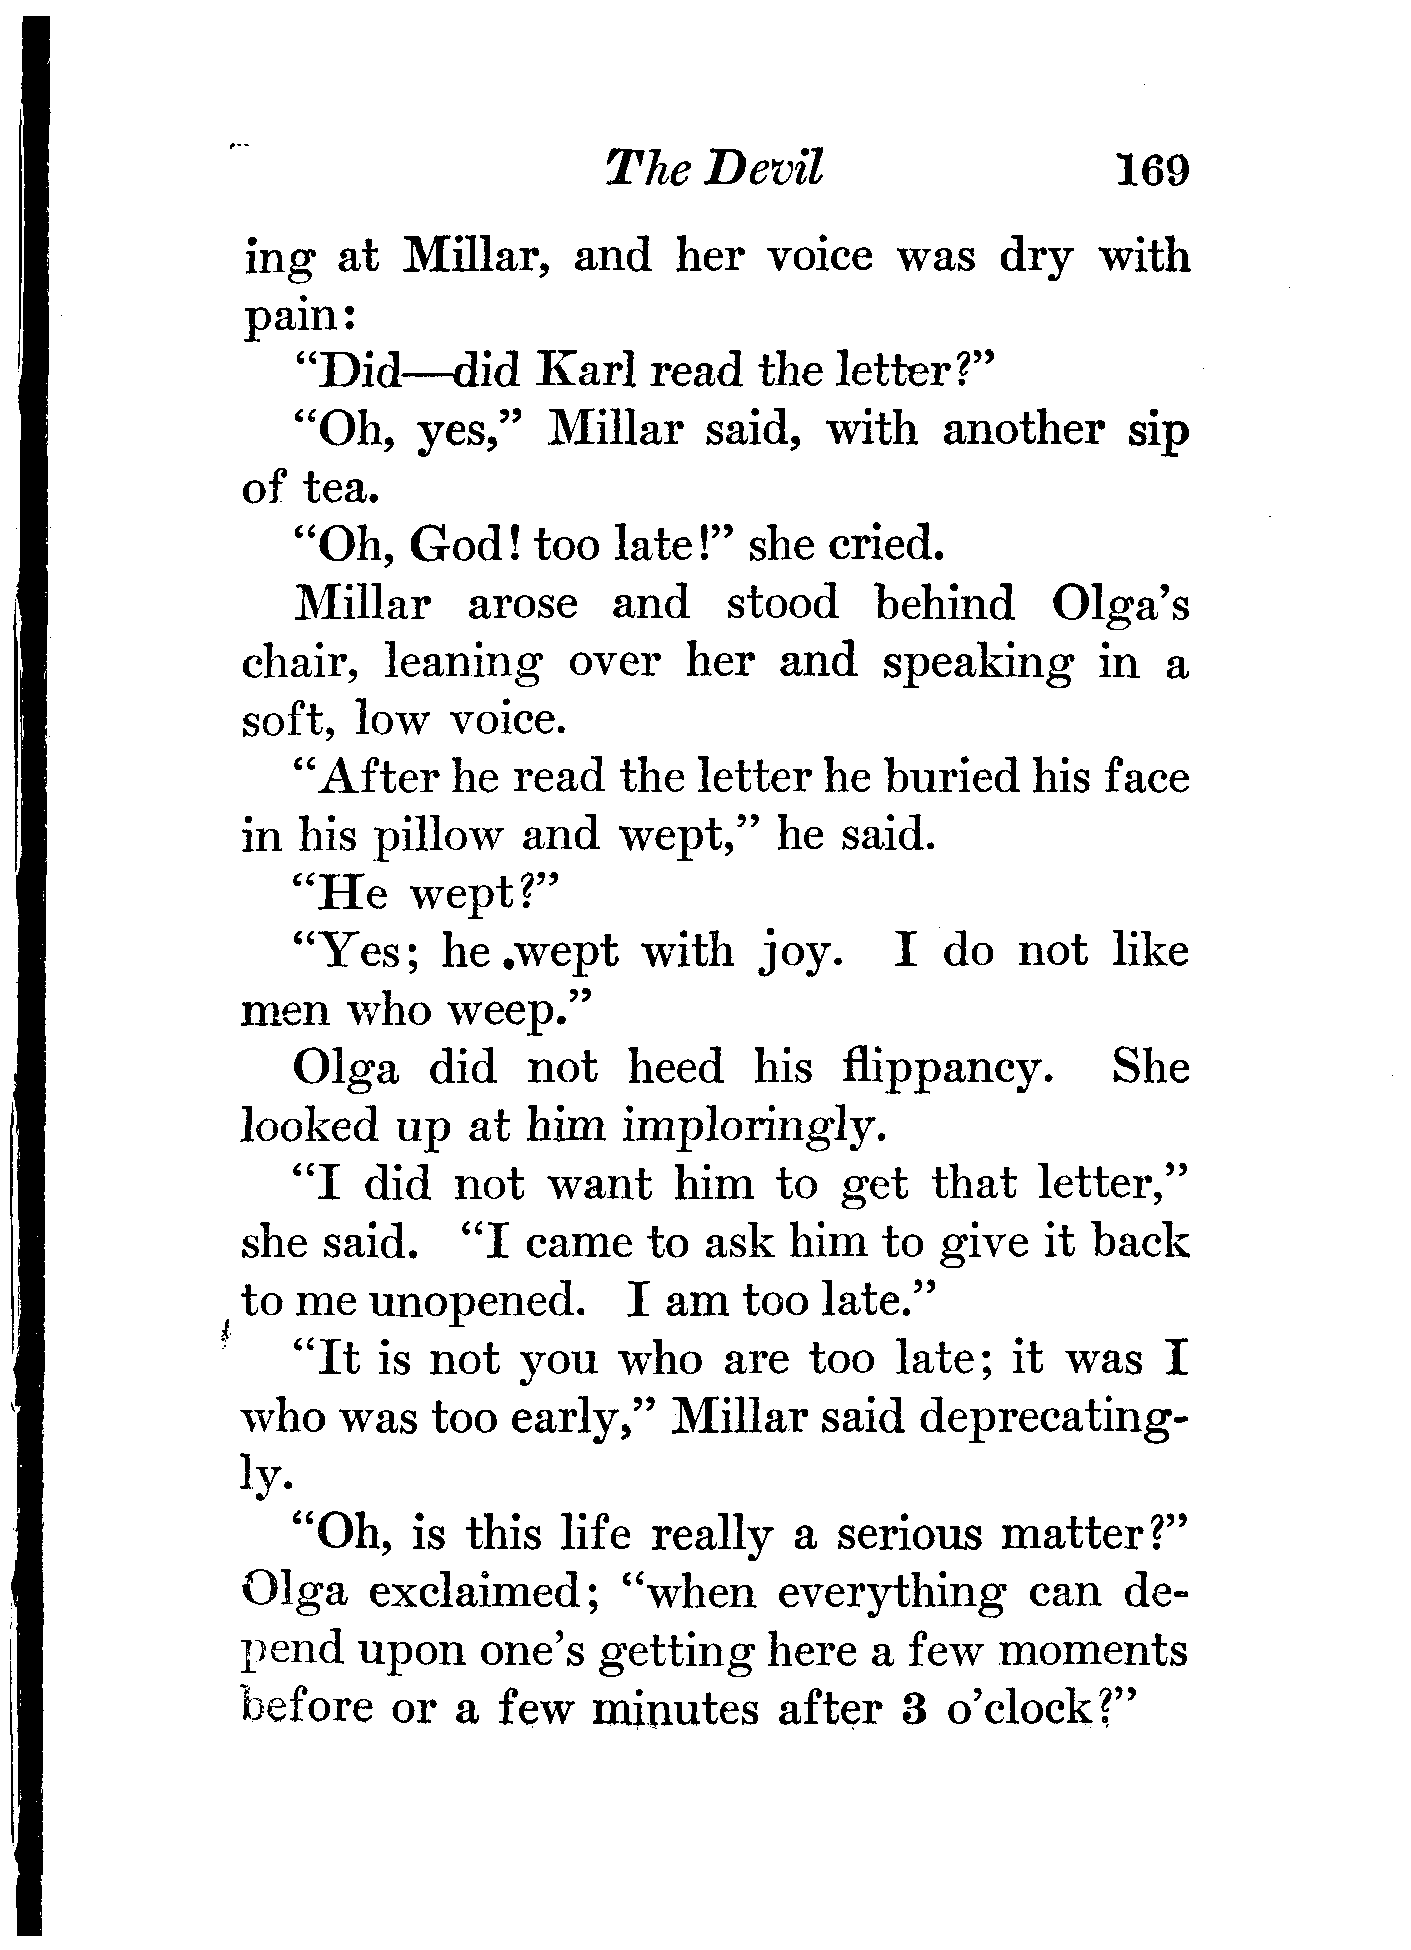 The Devil 169
ing at Millar, and her voice was dry with
pain:
“Did—did Karl read the letter?”
“Oh, yes,” Millar said, with another sip
of tea.
“Oh, God! too late!” she cried.
Millar arose and stood behind Olga’s
chair, leaning over her and speaking in a
soft, low voice.
“After he read the letter he buried his face
in his pillow and wept,” he said.
“He wept?”
“Yes; he .wept with joy. I do not like
men who weep.”
Olga did not heed his flippancy. She
looked up at him imploringly.
“I did not want him to get that letter,”
she said. “I came to ask him to give it back
to me unopened. I am too late.”
“It is not you who are too late; it was I
who was too early,” Millar said deprecating-
ly.
“Oh, is this life really a serious matter?”
Olga exclaimed; “when everything can de-
pend upon one’s getting here a few moments
before or a few minutes after 3 o’clock?”